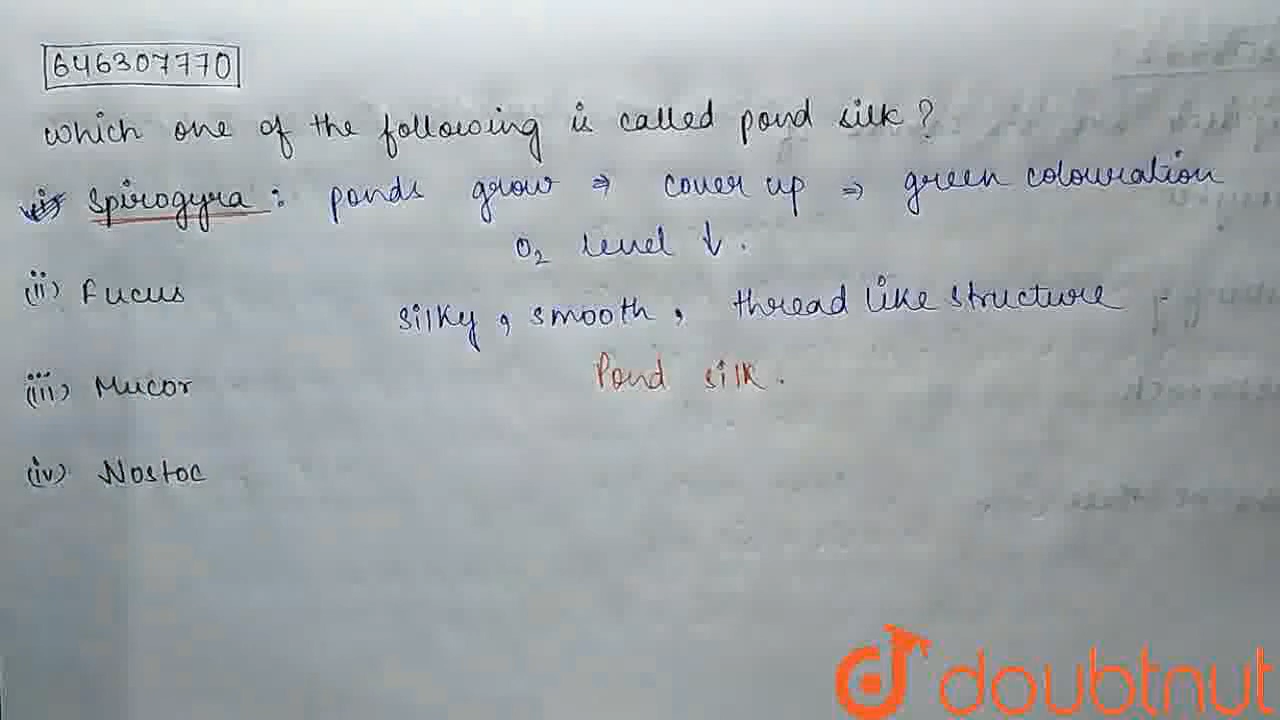 646307770
Which one of the following is called pond silk?
(i) Spirogyra : ponds grow ⇒ cover up ⇒ green colouration
O₂ level ↓.
(ii) Fucus
silky, smooth, thread like structure
Pond silk.
(iii) Mucor
(iv) Nostoc
doubtnut